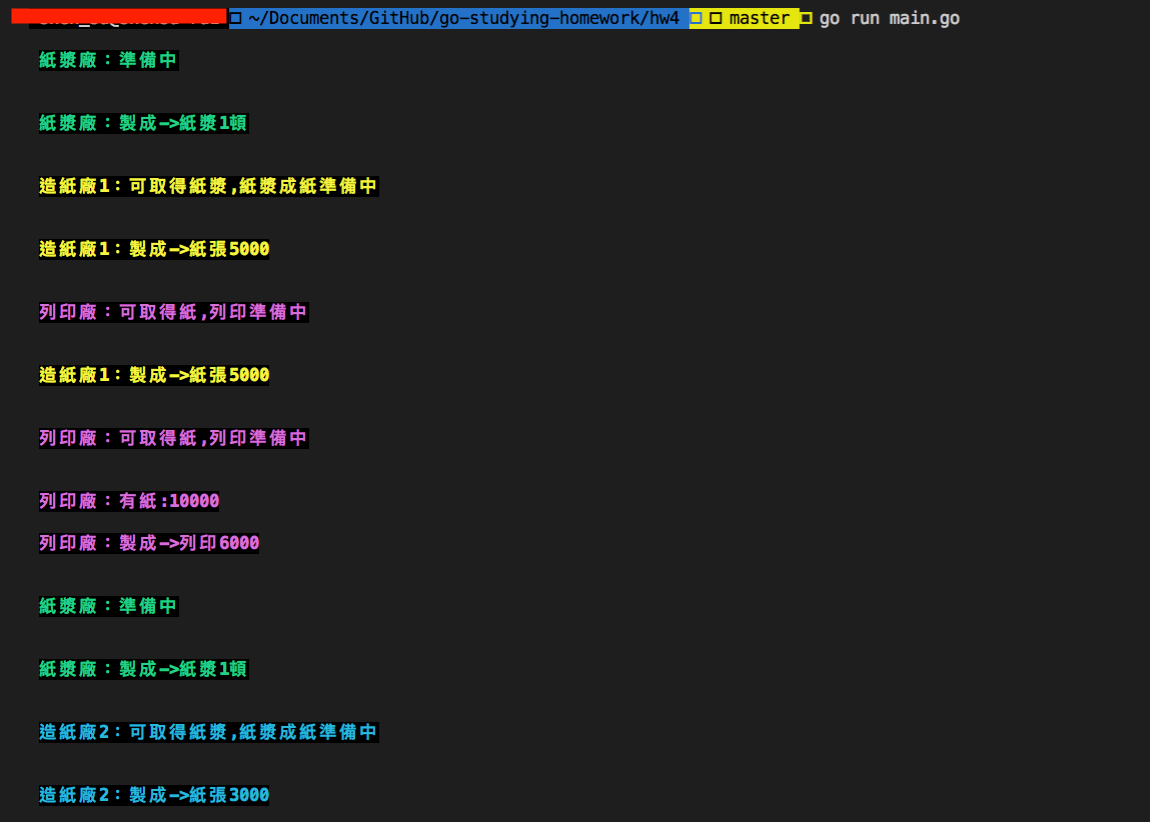 ~/Documents/GitHub/go-studying-homework/hw4 master go run main.go
紙漿廠：準備中
紙漿廠：製成->紙漿1頓
造紙廠1：可取得紙漿,紙漿成紙準備中
造紙廠1：製成->紙張5000
列印廠：可取得紙,列印準備中
造紙廠1：製成->紙張5000
列印廠：可取得紙,列印準備中
列印廠：有紙:10000
列印廠：製成->列印6000
紙漿廠：準備中
紙漿廠：製成->紙漿1頓
造紙廠2：可取得紙漿,紙漿成紙準備中
造紙廠2：製成->紙張3000